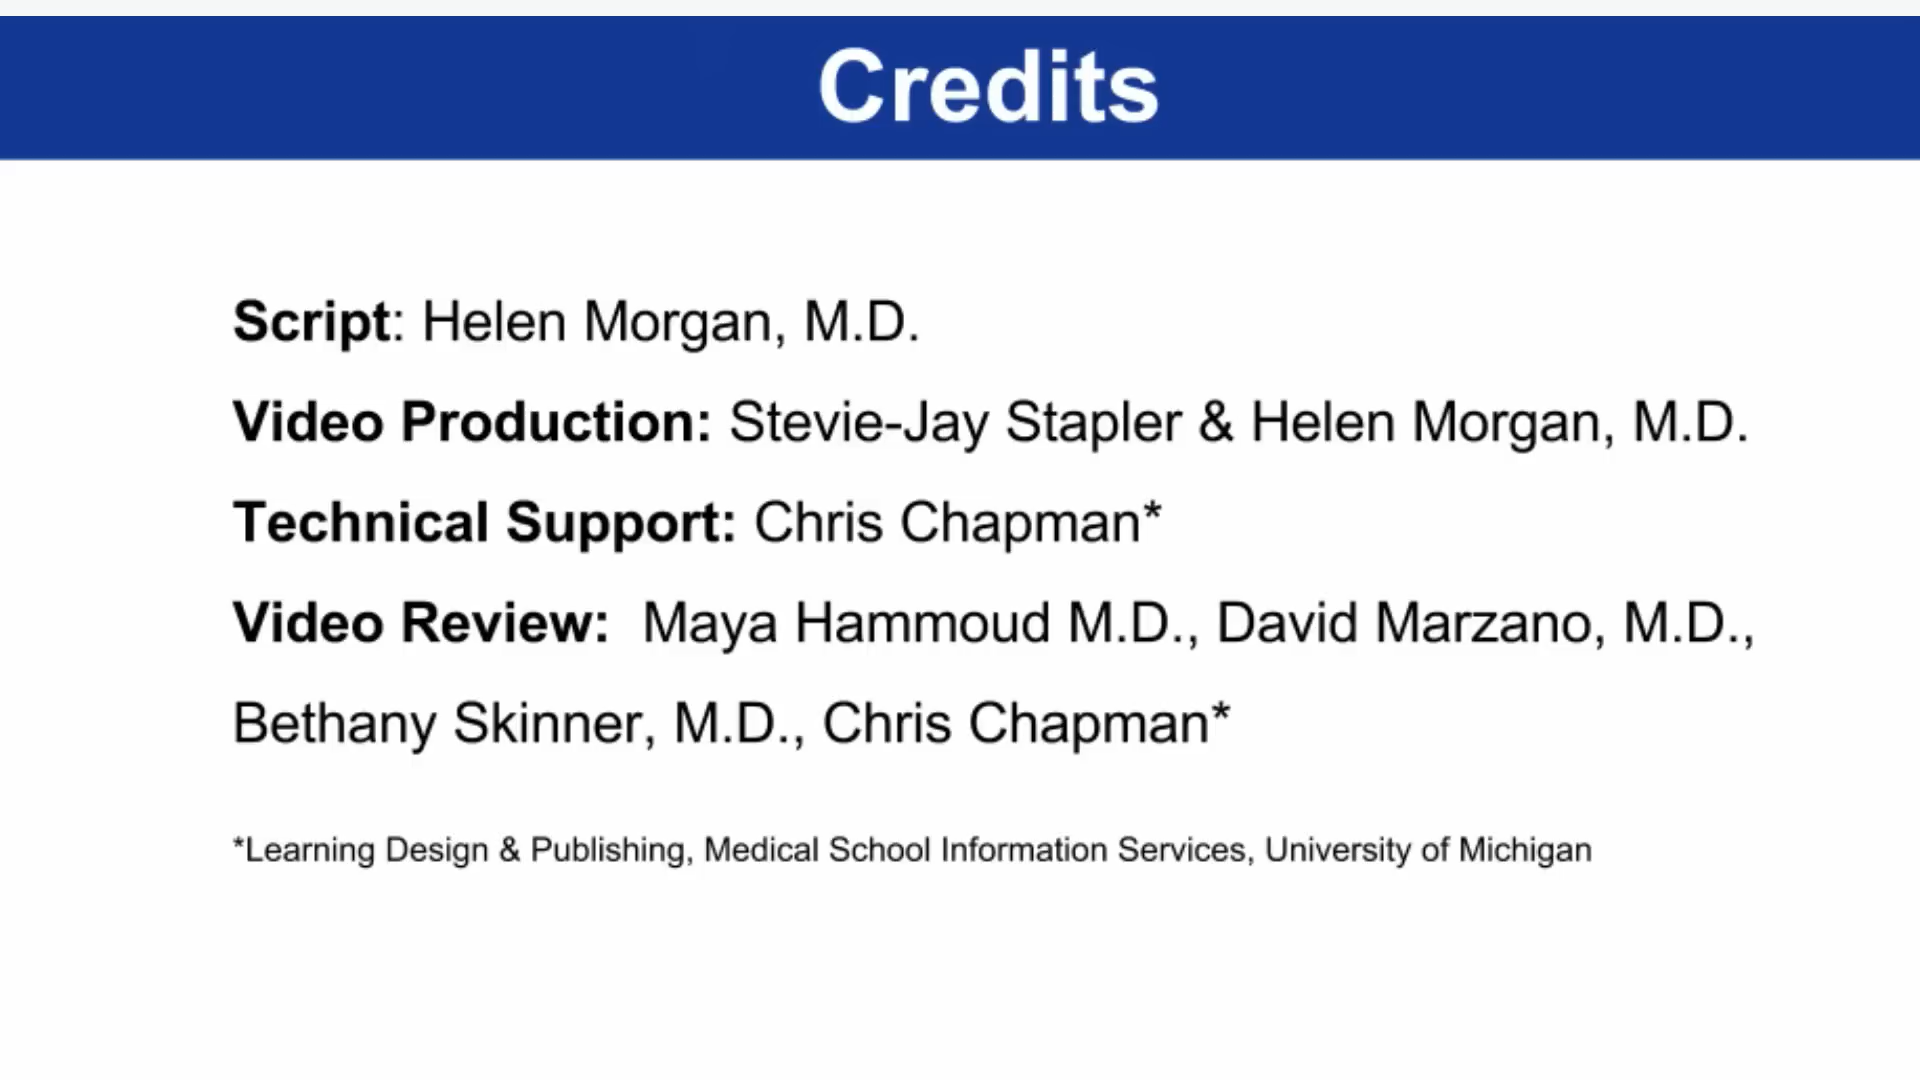 Credits
Script: Helen Morgan, M.D.
Video Production: Stevie-Jay Stapler & Helen Morgan, M.D.
Technical Support: Chris Chapman*
Video Review:  Maya Hammoud M.D., David Marzano, M.D.,
Bethany Skinner, M.D., Chris Chapman*
*Learning Design & Publishing, Medical School Information Services, University of Michigan